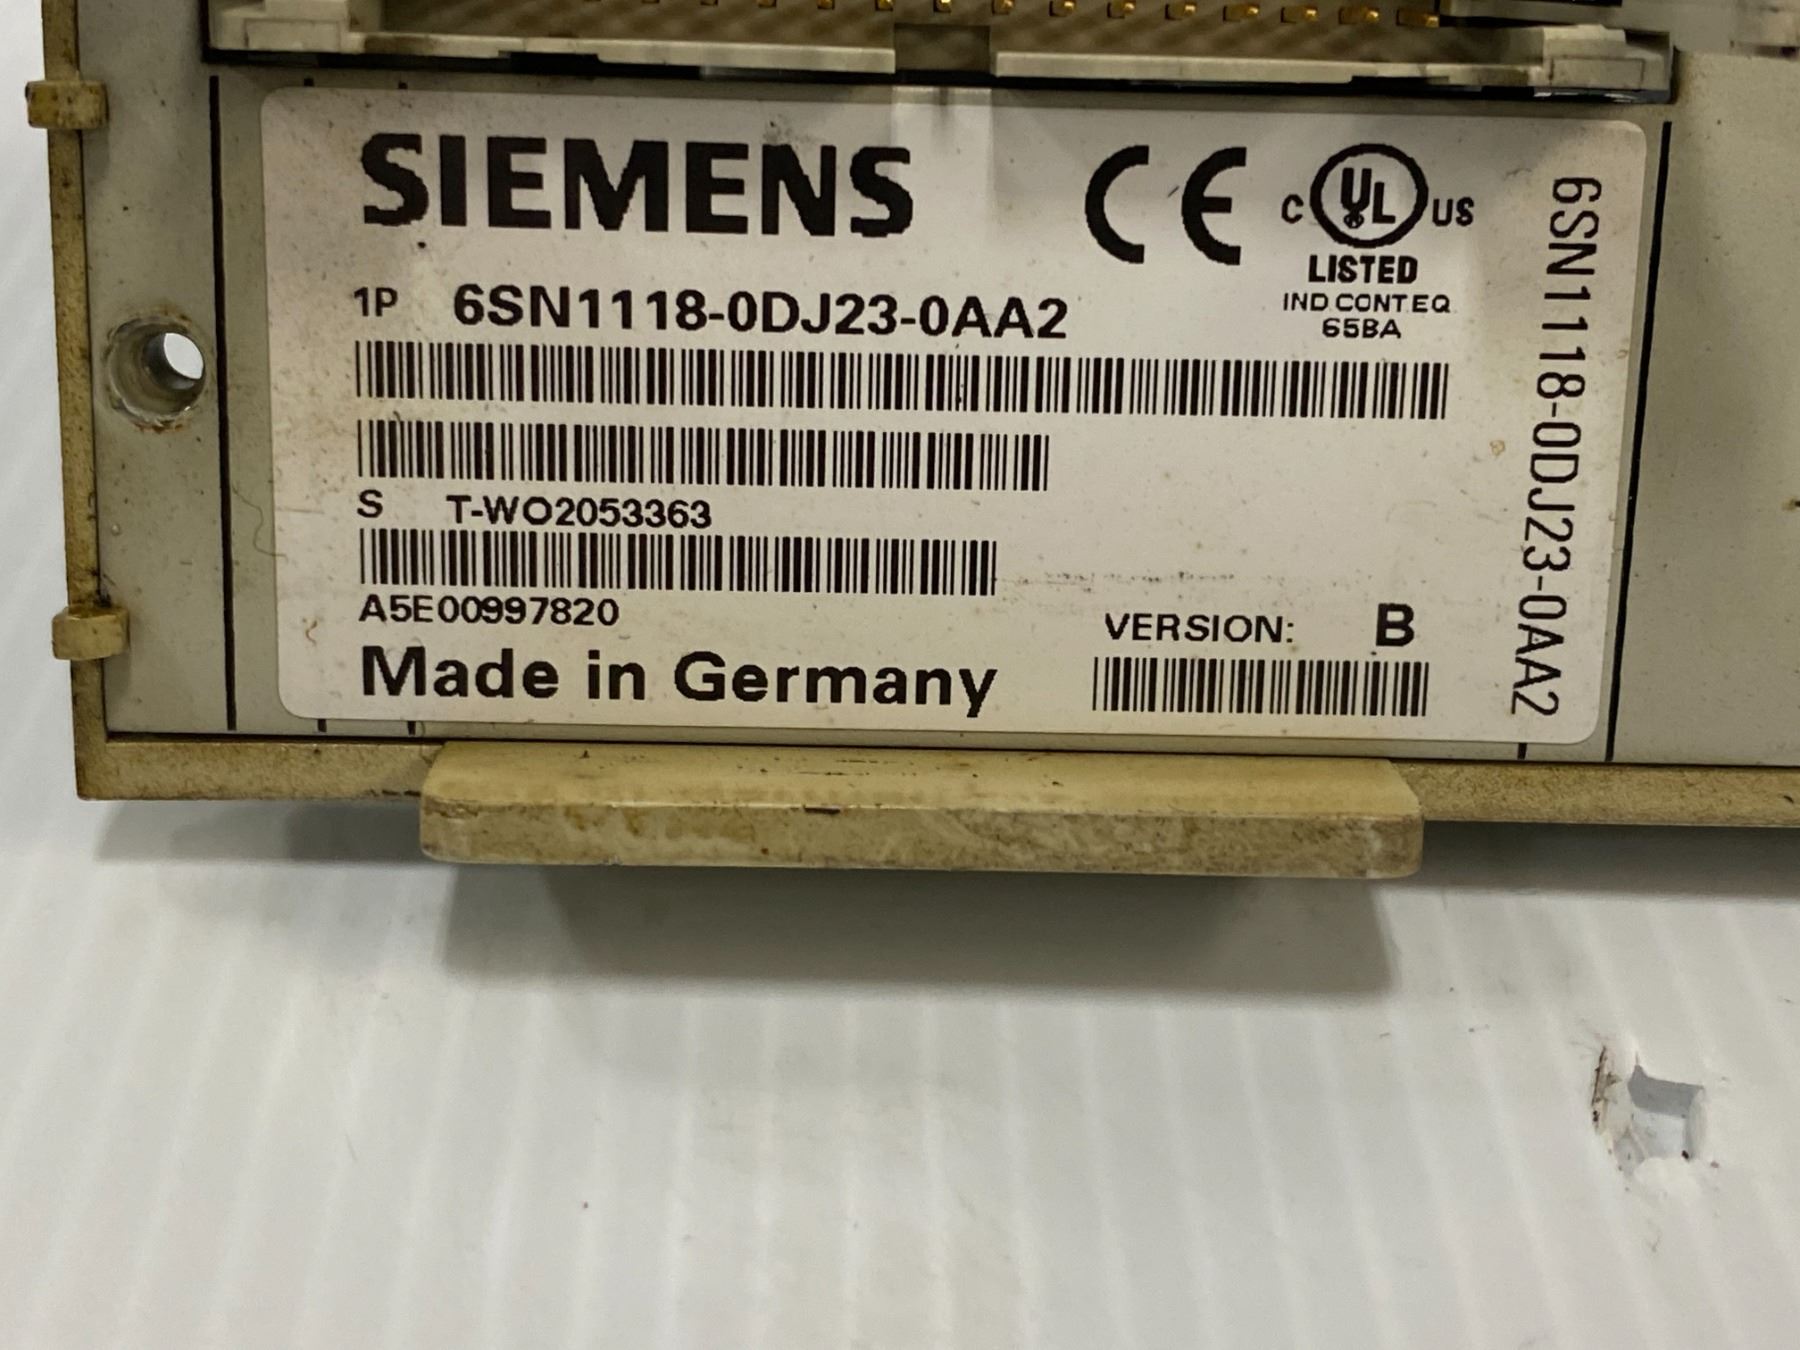 SIEMENS
CE
C UL US
LISTED
IND CONT EQ
65BA
1P 6SN1118-0DJ23-0AA2
S T-WO2053363
A5E00997820
Made in Germany
VERSION: B
6SN1118-0DJ23-0AA2